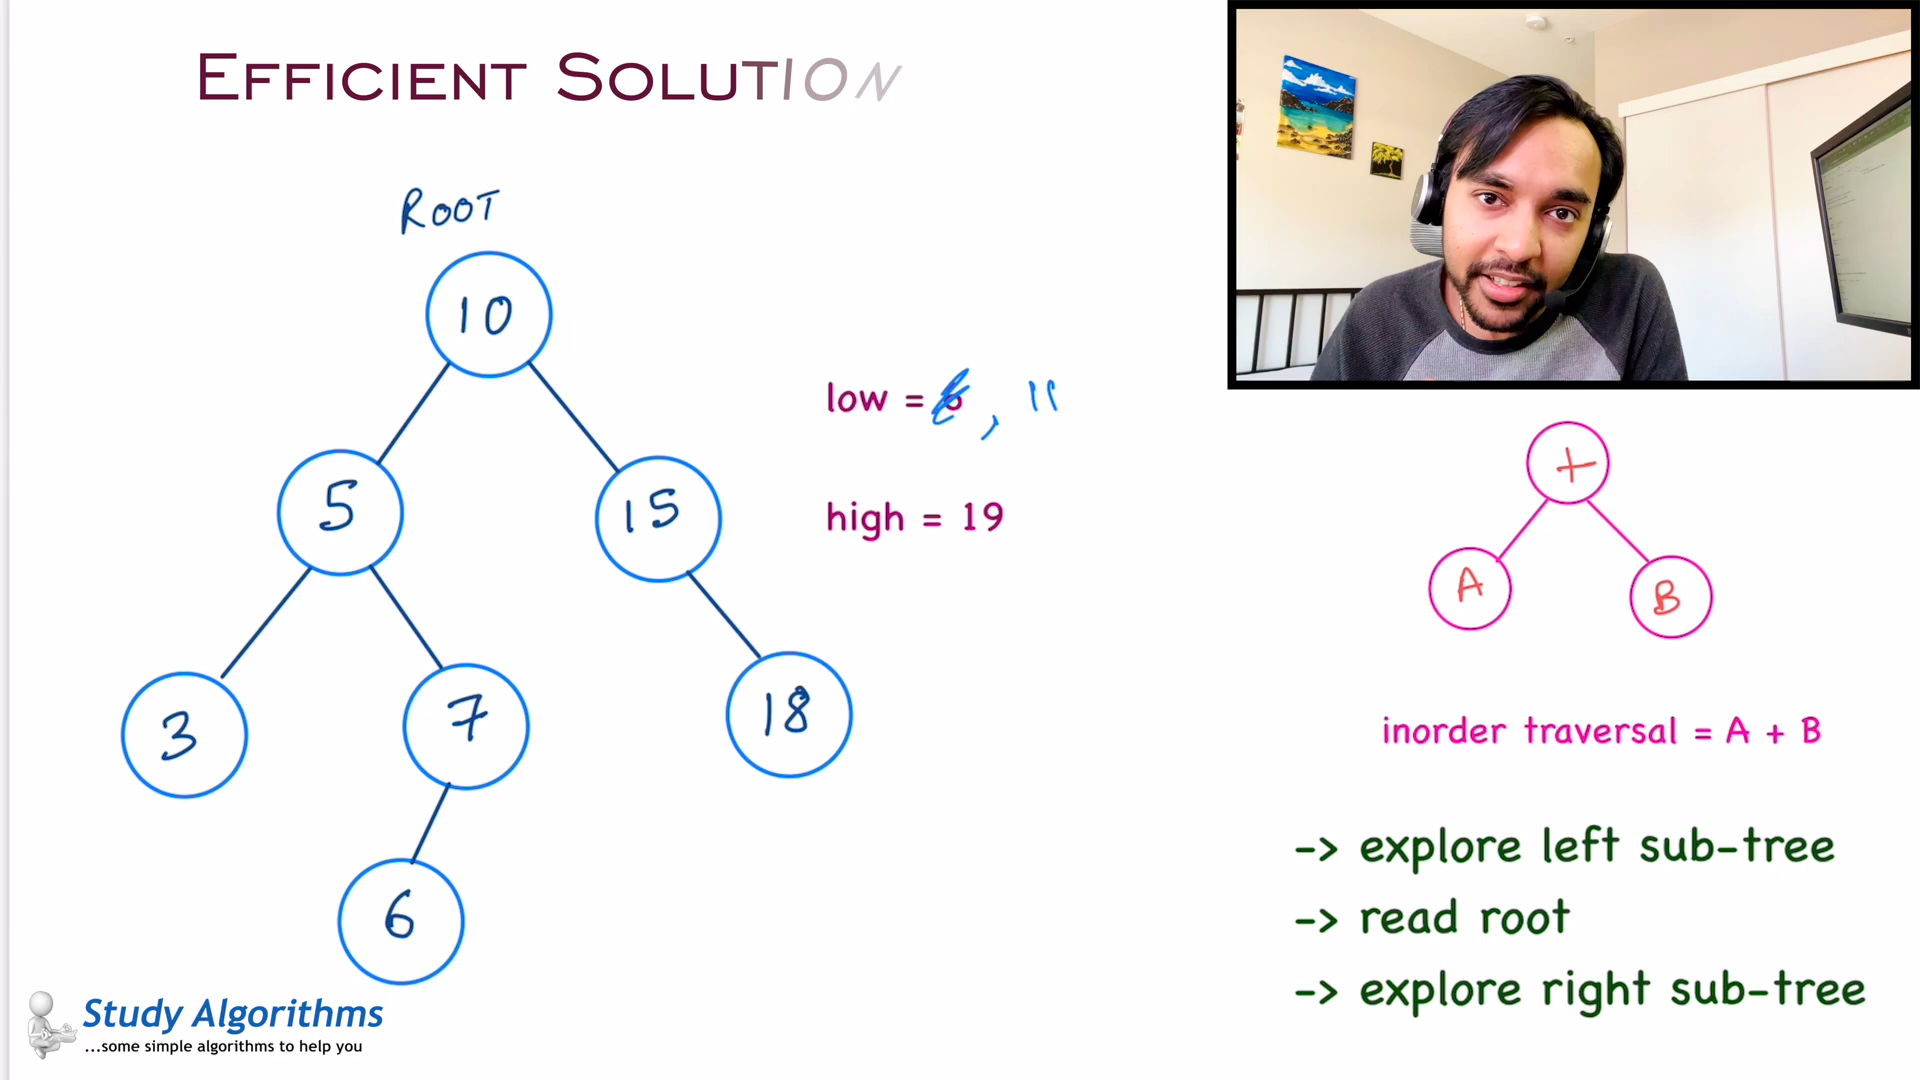 EFFICIENT SOLUTION
ROOT
10
5
15
3
7
18
6
low = 6 , 11
high = 19
+
A
B
inorder traversal = A + B
-> explore left sub-tree
-> read root
-> explore right sub-tree
Study Algorithms
...some simple algorithms to help you